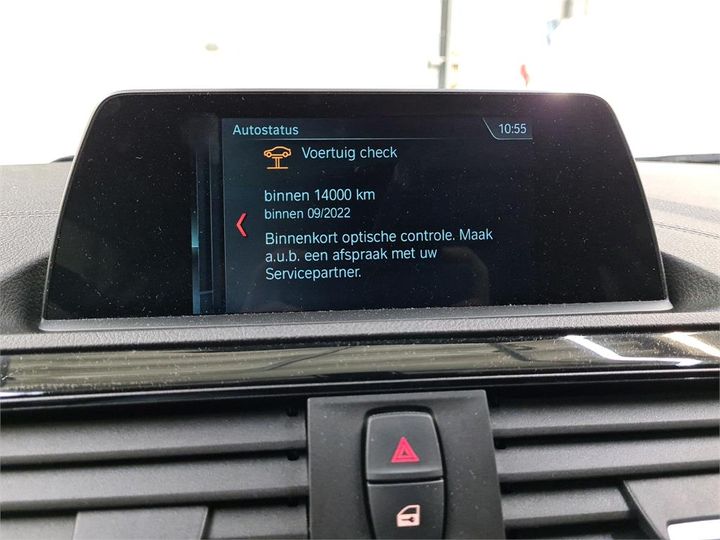 Autostatus 10:55
Voertuig check
binnen 14000 km
binnen 09/2022
Binnenkort optische controle. Maak
a.u.b. een afspraak met uw
Servicepartner.